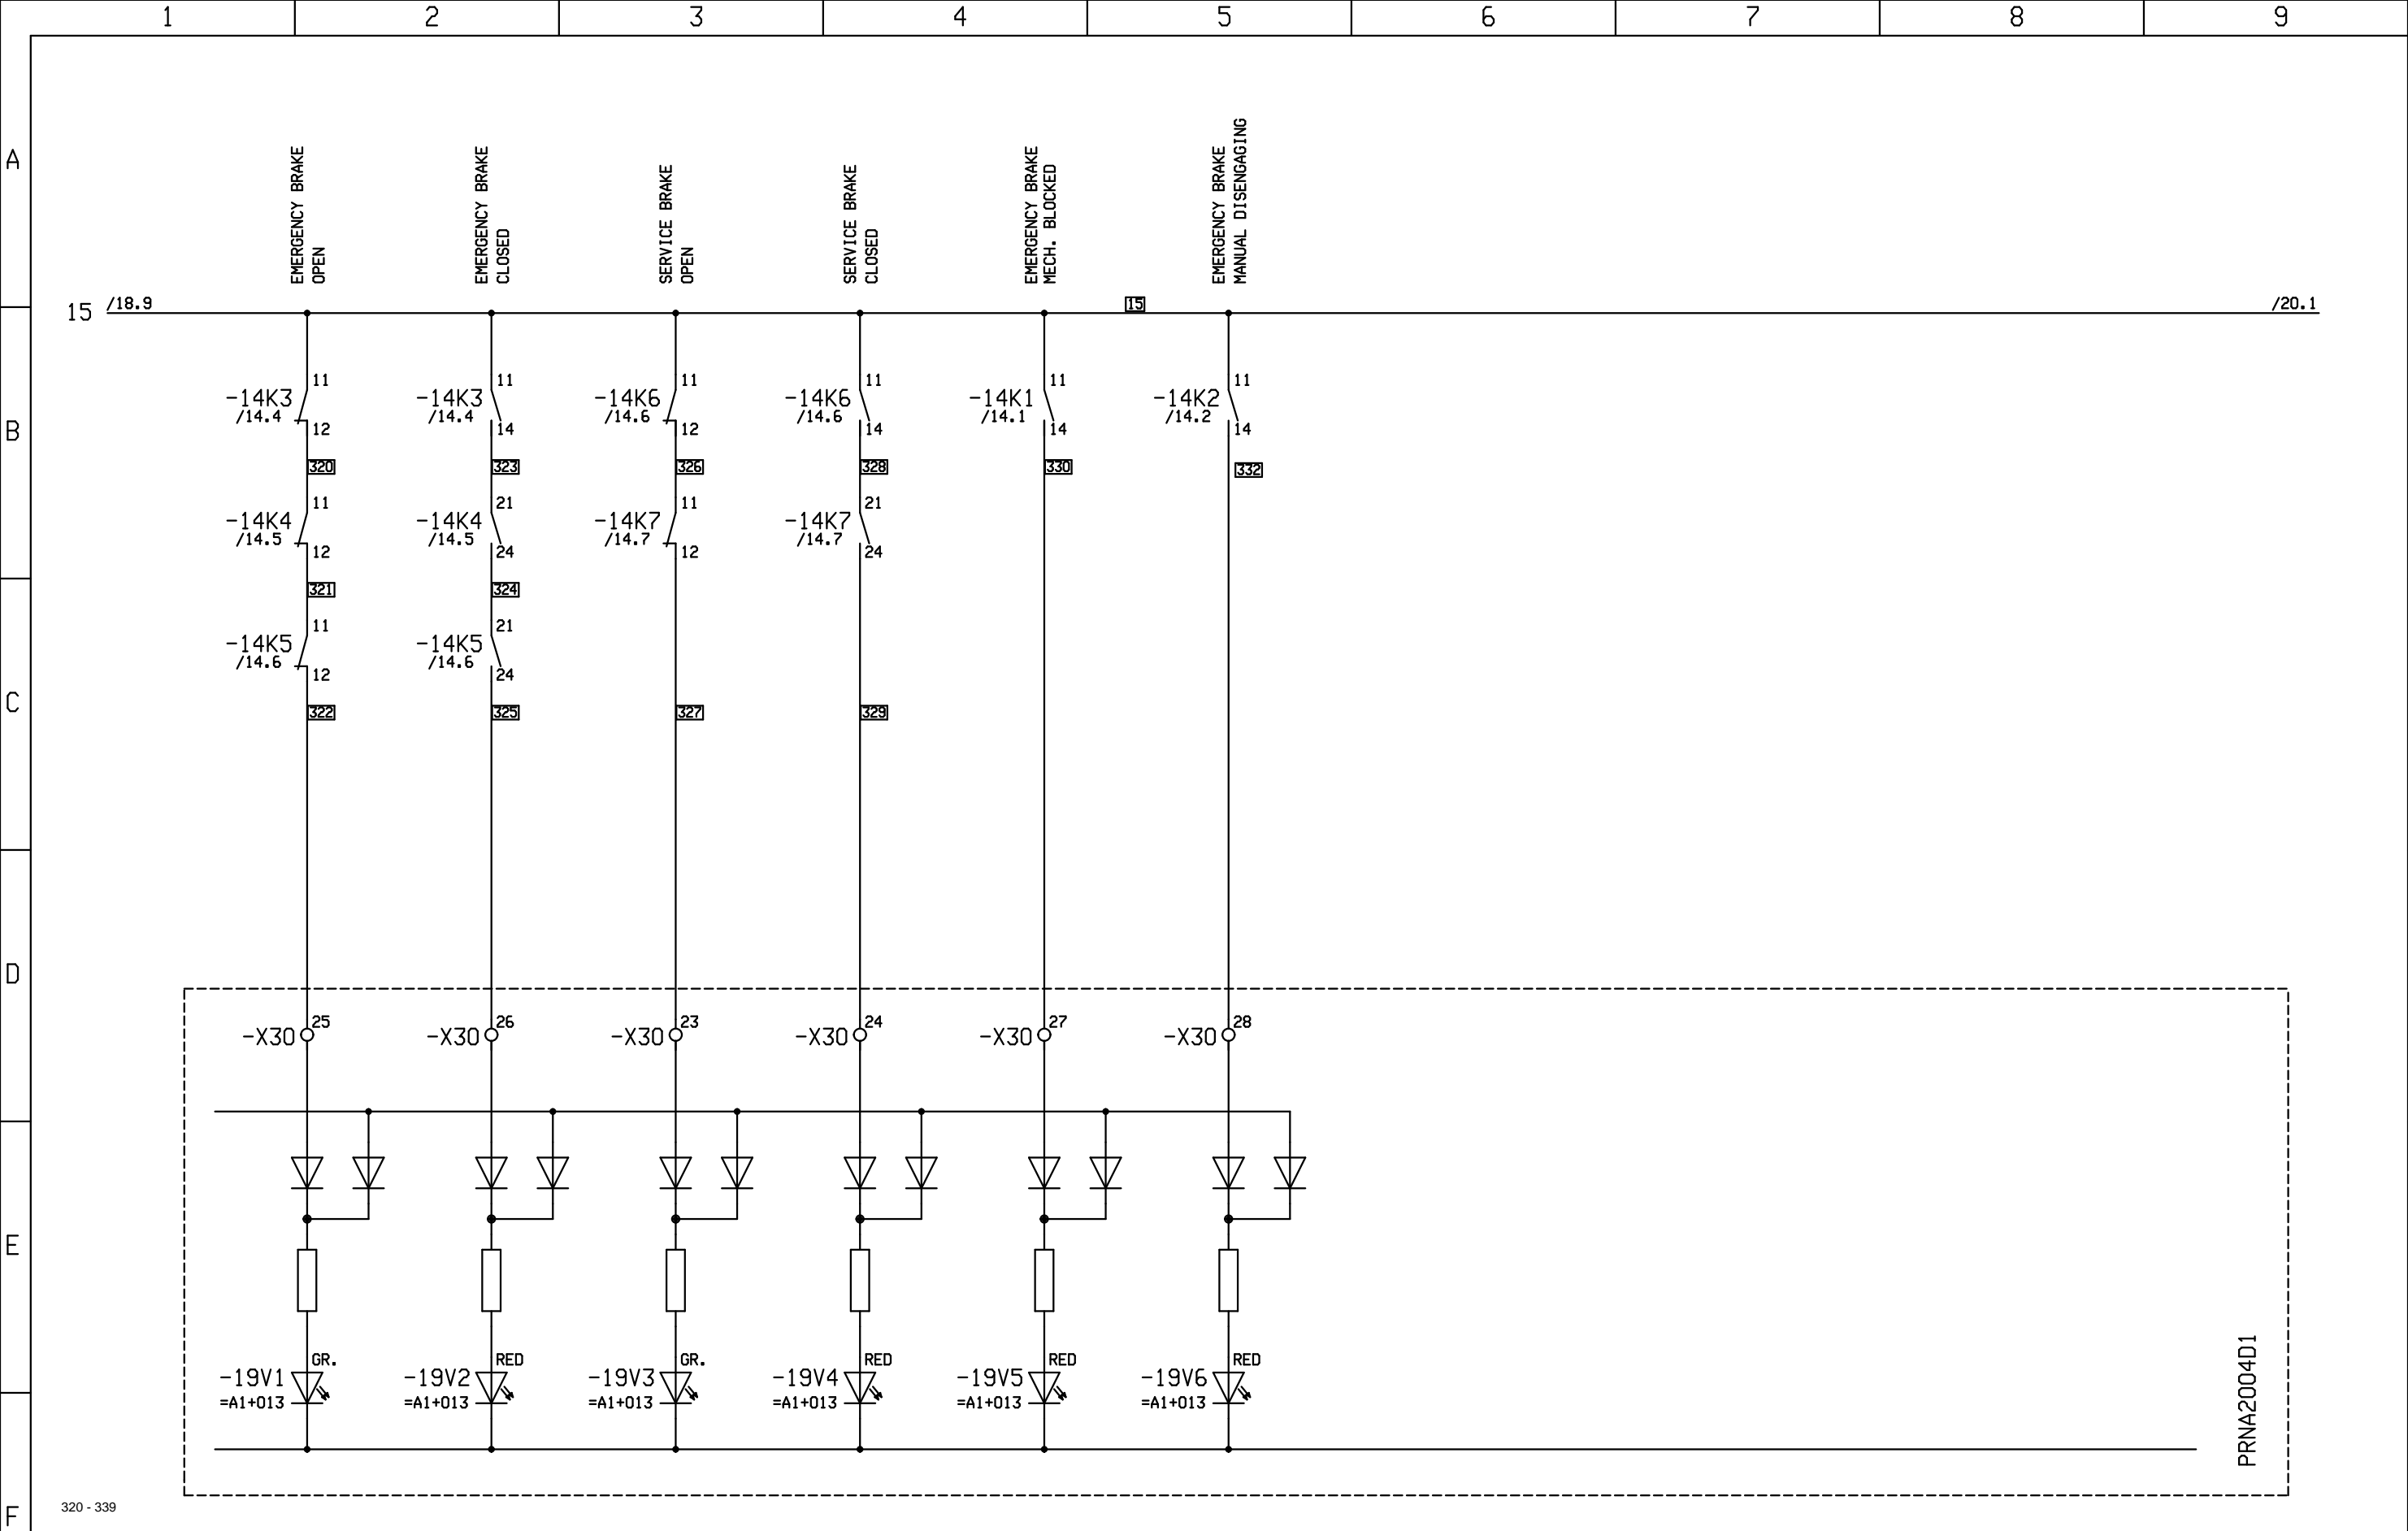 1 2 3 4 5 6 7 8 9
A
EMERGENCY BRAKE
OPEN
EMERGENCY BRAKE
CLOSED
SERVICE BRAKE
OPEN
SERVICE BRAKE
CLOSED
EMERGENCY BRAKE
MECH. BLOCKED
EMERGENCY BRAKE
MANUAL DISENGAGING
15 /18.9 15 /20.1
11 11 11 11 11 11
-14K3 -14K3 -14K6 -14K6 -14K1 -14K2
/14.4 /14.4 /14.6 /14.6 /14.1 /14.2
B
12 14 12 14 14 14
320 323 326 328 330 332
11 21 11 21
-14K4 -14K4 -14K7 -14K7
/14.5 /14.5 /14.7 /14.7
12 24 12 24
321 324
11 21
-14K5 -14K5
/14.6 /14.6
12 24
C
322 325 327 329
D
25 26 23 24 27 28
-X30 -X30 -X30 -X30 -X30 -X30
E
GR. RED GR. RED RED RED
-19V1 -19V2 -19V3 -19V4 -19V5 -19V6
=A1+013 =A1+013 =A1+013 =A1+013 =A1+013 =A1+013
PRNA2004D1
320 - 339
F